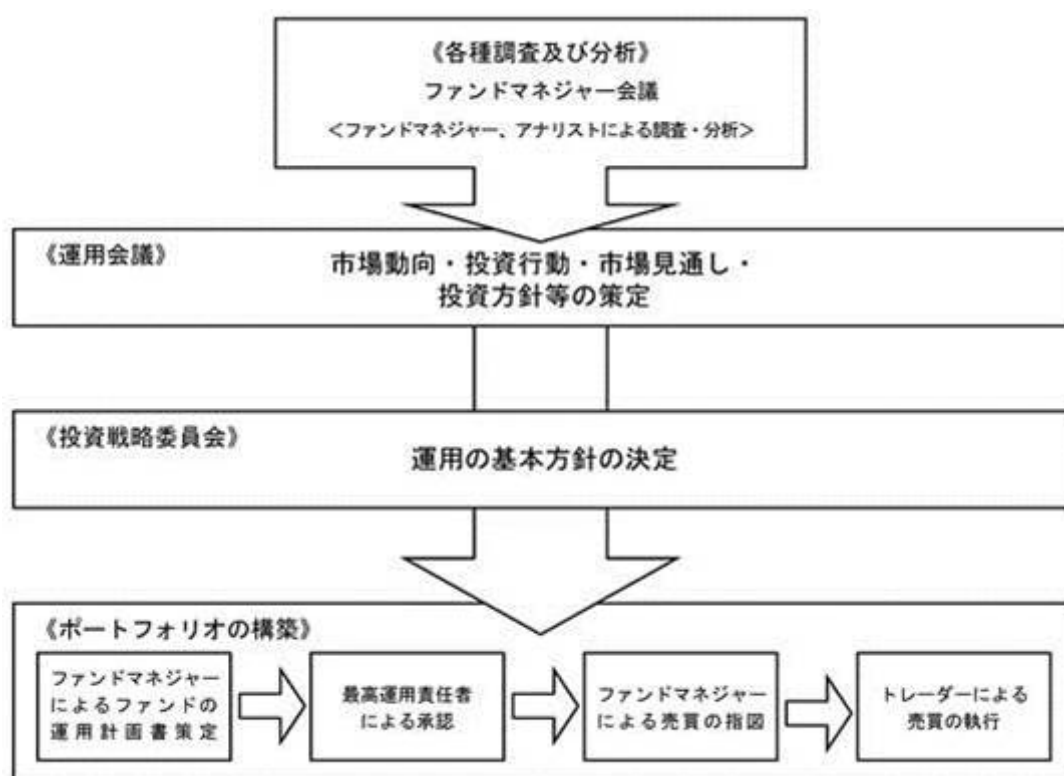 《各種調査及び分析》
ファンドマネジャー会議
＜ファンドマネジャー、アナリストによる調査・分析＞
《運用会議》
市場動向・投資行動・市場見通し・
投資方針等の策定
《投資戦略委員会》
運用の基本方針の決定
《ポートフォリオの構築》
ファンドマネジャー
によるファンドの
運用計画書策定
最高運用責任者
による承認
ファンドマネジャー
による売買の指図
トレーダーによる
売買の執行